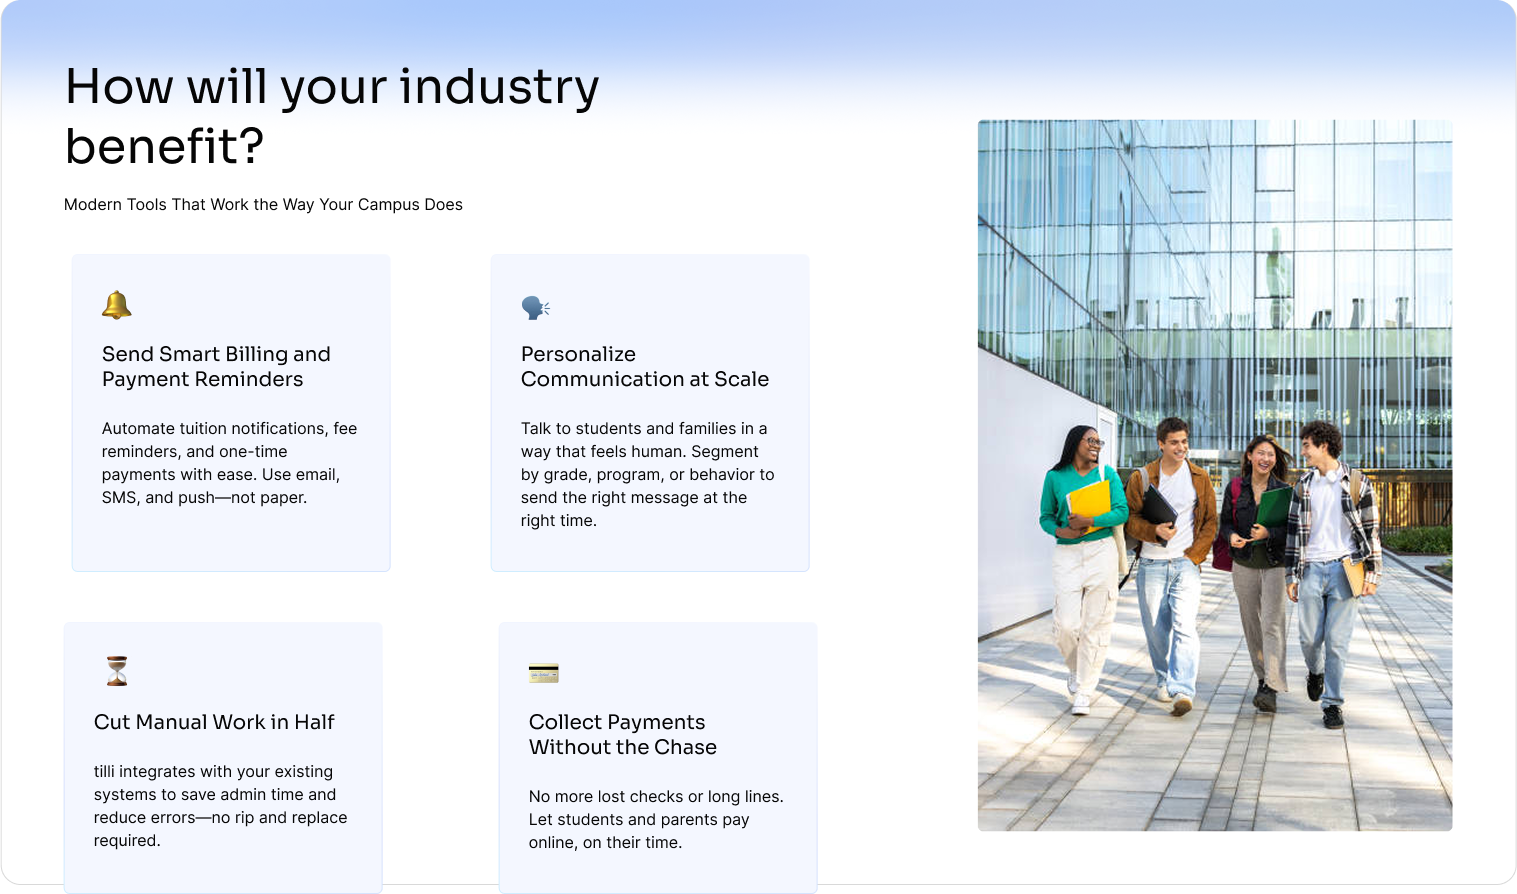 How will your industry
benefit?
Modern Tools That Work the Way Your Campus Does
Send Smart Billing and
Payment Reminders
Automate tuition notifications, fee
reminders, and one-time
payments with ease. Use email,
SMS, and push—not paper.
Personalize
Communication at Scale
Talk to students and families in a
way that feels human. Segment
by grade, program, or behavior to
send the right message at the
right time.
Cut Manual Work in Half
tilli integrates with your existing
systems to save admin time and
reduce errors—no rip and replace
required.
Collect Payments
Without the Chase
No more lost checks or long lines.
Let students and parents pay
online, on their time.